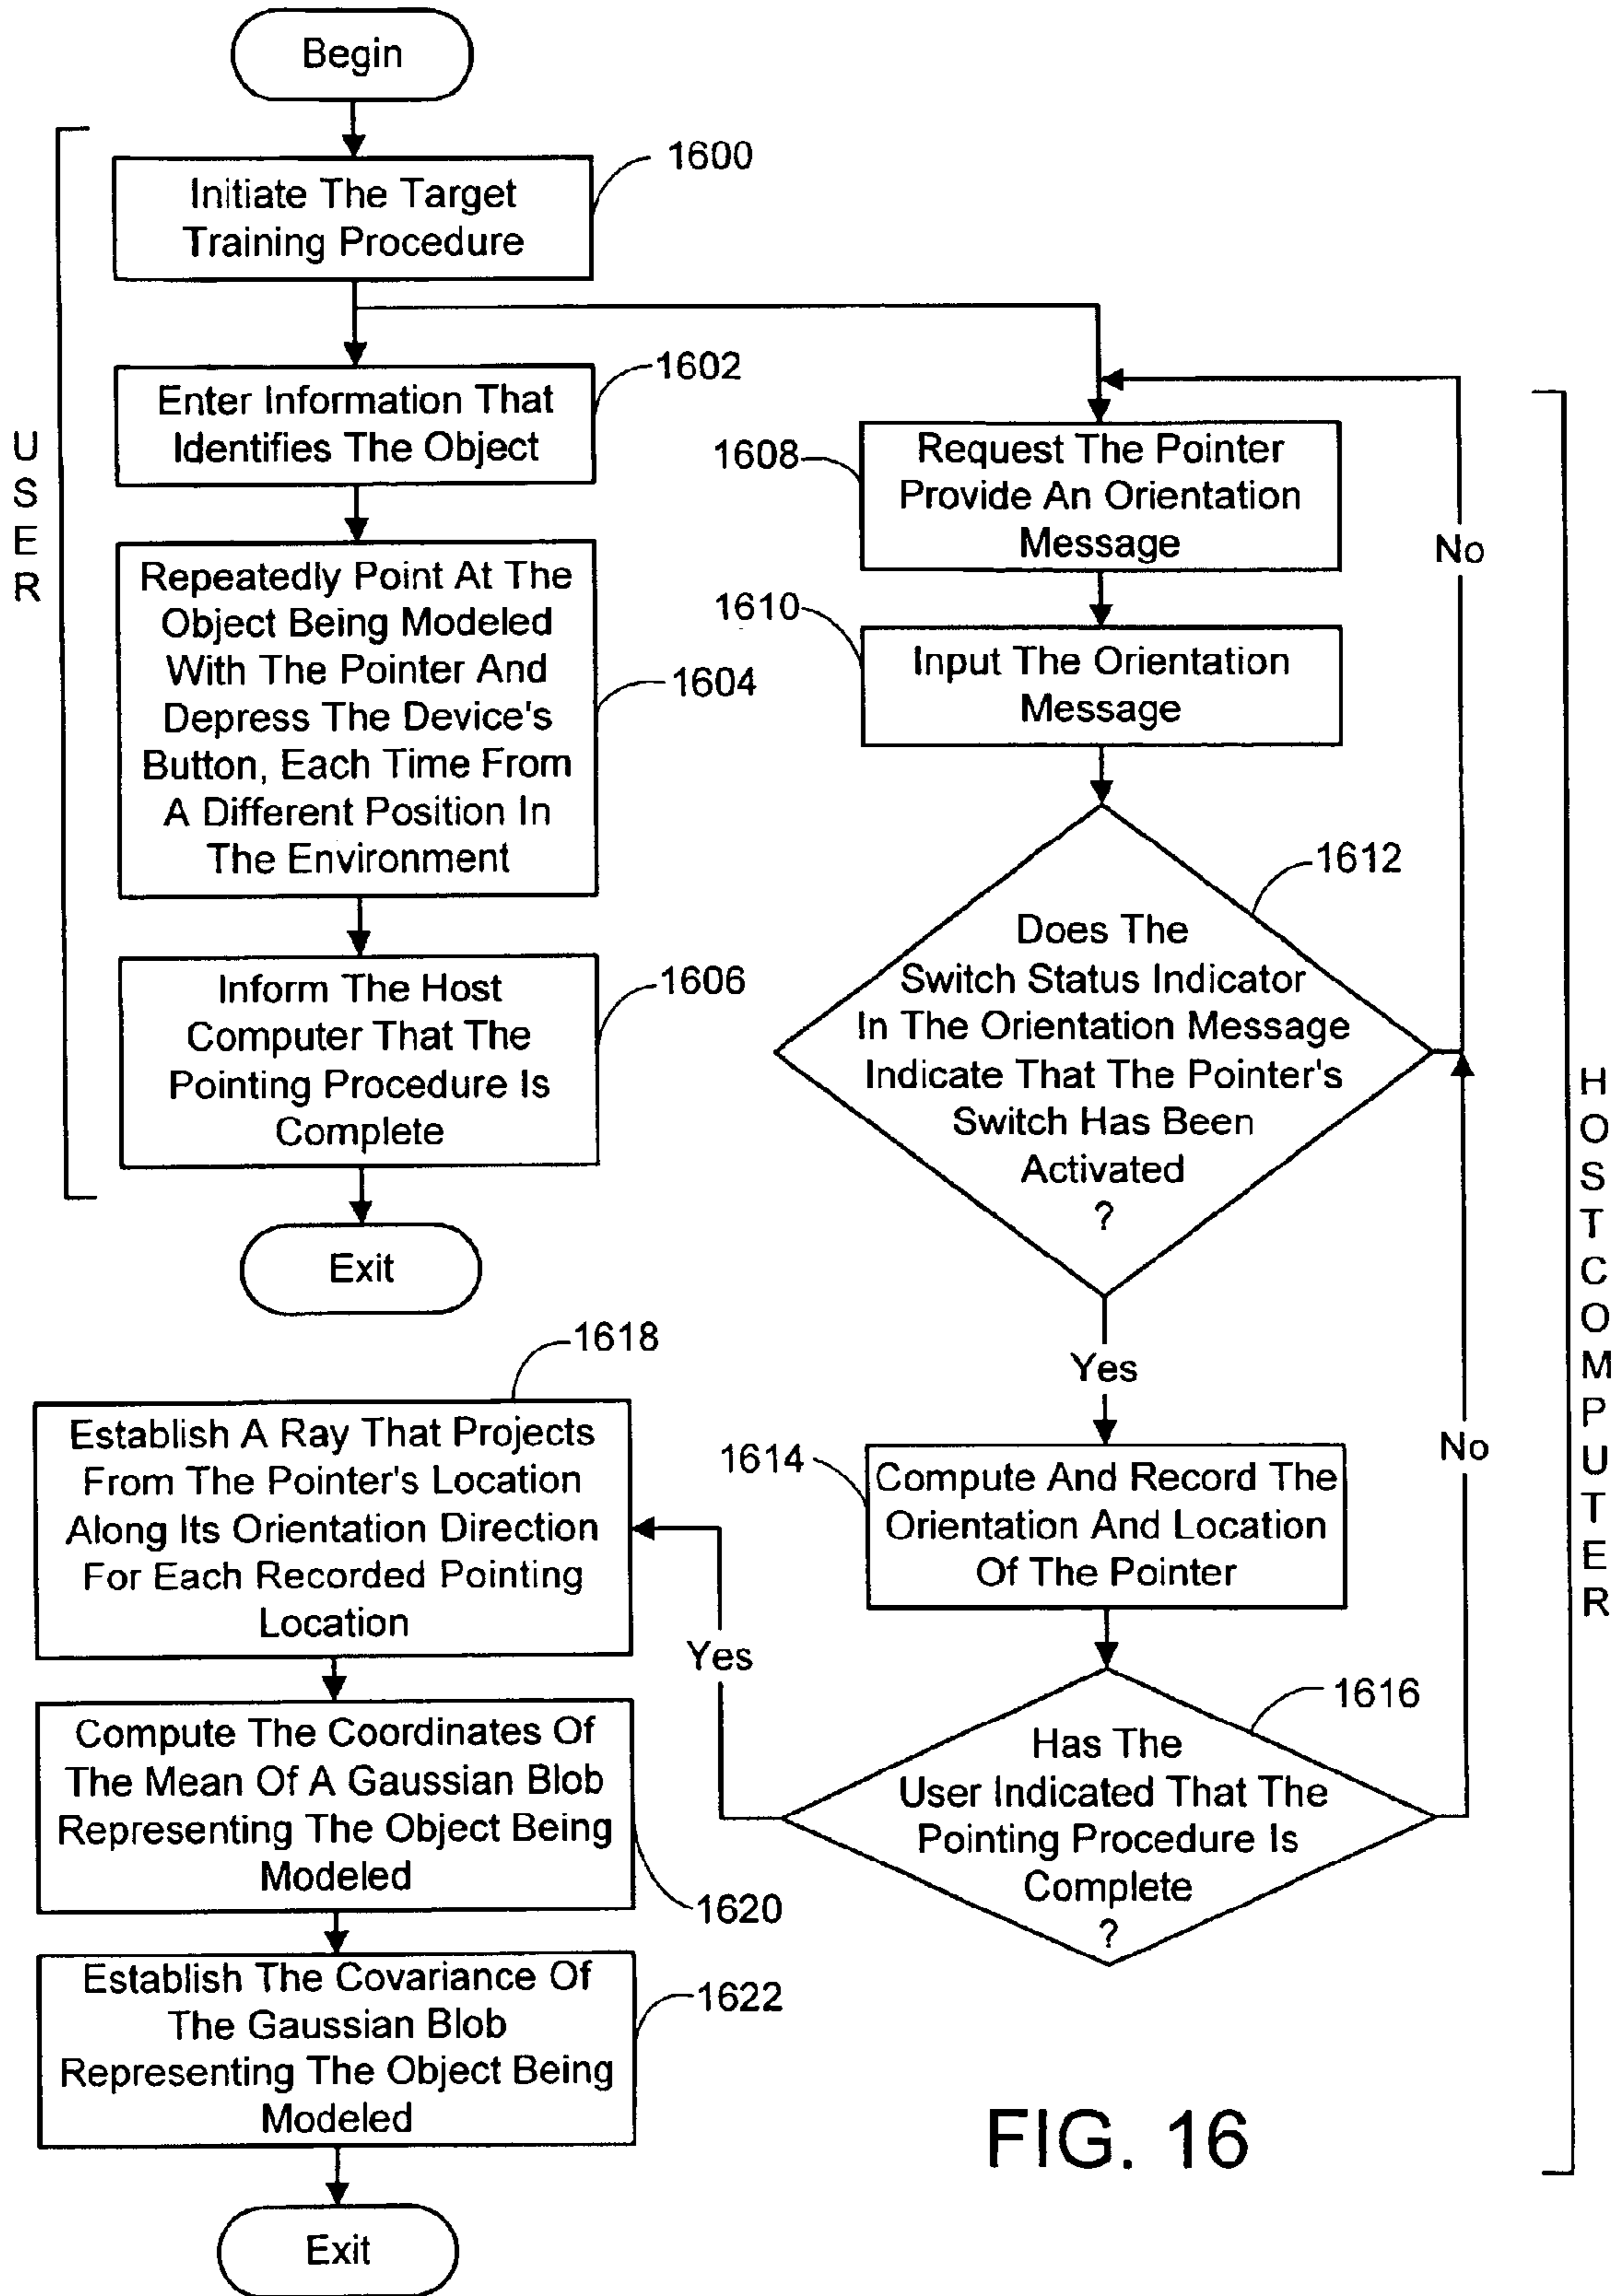 Begin
USER
1600
Initiate The Target
Training Procedure
1602
Enter Information That
Identifies The Object
1604
Repeatedly Point At The
Object Being Modeled
With The Pointer And
Depress The Device's
Button, Each Time From
A Different Position In
The Environment
1606
Inform The Host
Computer That The
Pointing Procedure Is
Complete
Exit
HOST COMPUTER
1608
Request The Pointer
Provide An Orientation
Message
No
1610
Input The Orientation
Message
1612
Does The
Switch Status Indicator
In The Orientation Message
Indicate That The Pointer's
Switch Has Been
Activated
?
Yes
1614
Compute And Record The
Orientation And Location
Of The Pointer
No
1616
Has The
User Indicated That The
Pointing Procedure Is
Complete
?
Yes
1618
Establish A Ray That Projects
From The Pointer's Location
Along Its Orientation Direction
For Each Recorded Pointing
Location
Compute The Coordinates Of
The Mean Of A Gaussian Blob
Representing The Object Being
Modeled
1620
Establish The Covariance Of
The Gaussian Blob
Representing The Object Being
Modeled
1622
Exit
FIG. 16